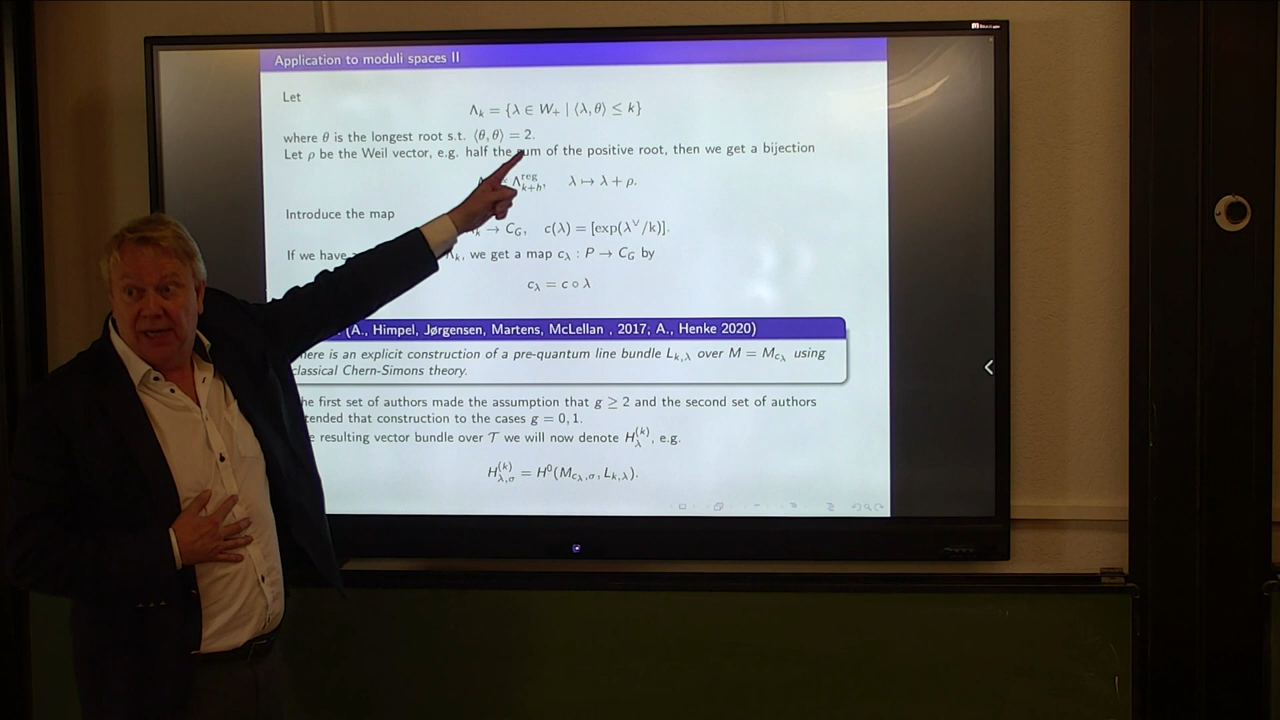 Application to moduli spaces II
Let
Λ_k = {λ ∈ W_+ | ⟨λ, θ⟩ ≤ k}
where θ is the longest root s.t. ⟨θ, θ⟩ = 2.
Let ρ be the Weil vector, e.g. half the sum of the positive root, then we get a bijection
Λ^{reg}_{k+h}, λ ↦ λ + ρ.
Introduce the map
→ C_G, c(λ) = [exp(λ^∨/k)].
If we have Λ_k, we get a map c_λ : P → C_G by
c_λ = c ∘ λ
(A., Himpel, Jørgensen, Martens, McLellan , 2017; A., Henke 2020)
here is an explicit construction of a pre-quantum line bundle L_{k,λ} over M = M_{c_λ} using
classical Chern-Simons theory.
he first set of authors made the assumption that g ≥ 2 and the second set of authors
tended that construction to the cases g = 0, 1.
e resulting vector bundle over T we will now denote H_λ^{(k)}, e.g.
H_{λ,σ}^{(k)} = H^0(M_{c_λ,σ}, L_{k,λ}).